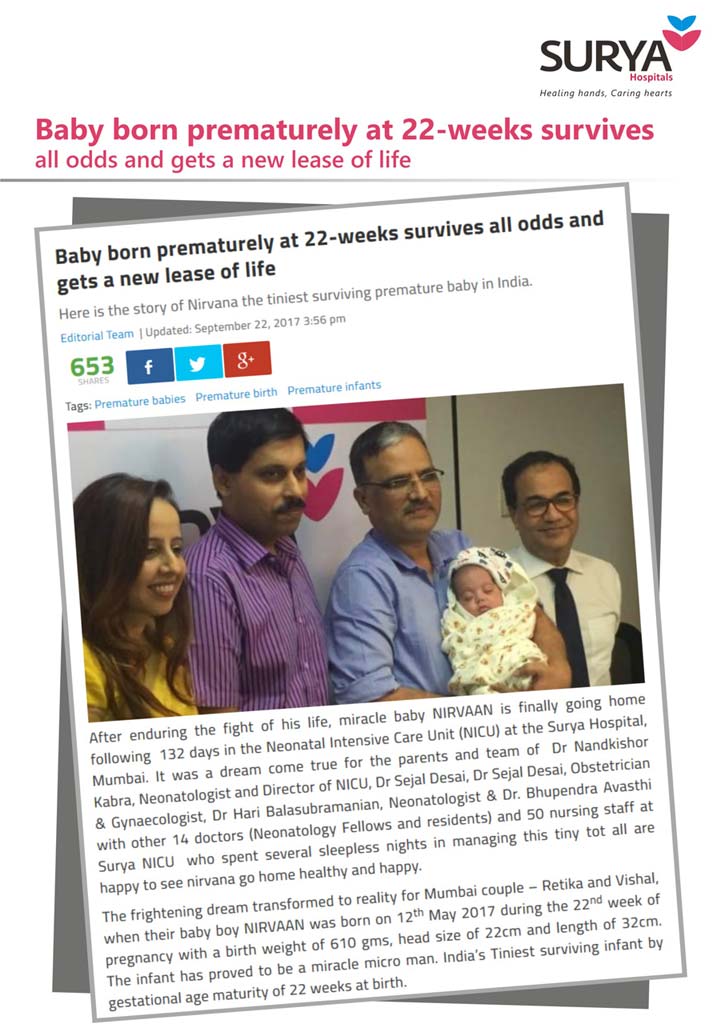 SURYA
Hospitals
Healing hands, Caring hearts
Baby born prematurely at 22-weeks survives
all odds and gets a new lease of life
Baby born prematurely at 22-weeks survives all odds and
gets a new lease of life
Here is the story of Nirvana the tiniest surviving premature baby in India.
Editorial Team | Updated: September 22, 2017 3:56 pm
653
SHARES
f
g+
Tags: Premature babies Premature birth Premature infants
After enduring the fight of his life, miracle baby NIRVAAN is finally going home
following 132 days in the Neonatal Intensive Care Unit (NICU) at the Surya Hospital,
Mumbai. It was a dream come true for the parents and team of Dr Nandkishor
Kabra, Neonatologist and Director of NICU, Dr Sejal Desai, Dr Sejal Desai, Obstetrician
& Gynaecologist, Dr Hari Balasubramanian, Neonatologist & Dr. Bhupendra Avasthi
with other 14 doctors (Neonatology Fellows and residents) and 50 nursing staff at
Surya NICU who spent several sleepless nights in managing this tiny tot all are
happy to see nirvana go home healthy and happy.
The frightening dream transformed to reality for Mumbai couple – Retika and Vishal,
when their baby boy NIRVAAN was born on 12th May 2017 during the 22nd week of
pregnancy with a birth weight of 610 gms, head size of 22cm and length of 32cm.
The infant has proved to be a miracle micro man. India's Tiniest surviving infant by
gestational age maturity of 22 weeks at birth.